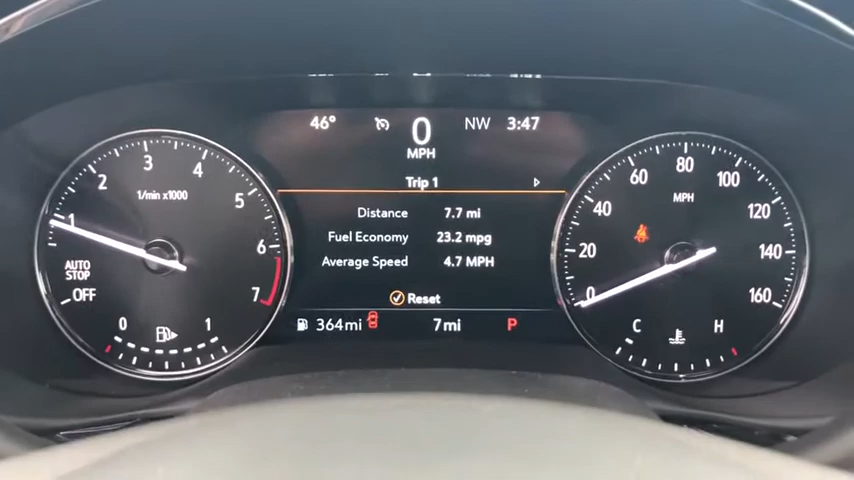 46° 0 NW 3:47
MPH
Trip 1
Distance 7.7 mi
Fuel Economy 23.2 mpg
Average Speed 4.7 MPH
Reset
364mi 7mi P
1 2 3 4 5 6 7
1/min x1000
AUTO
STOP
OFF
0 1
0 20 40 60 80 100 120 140 160
MPH
C H